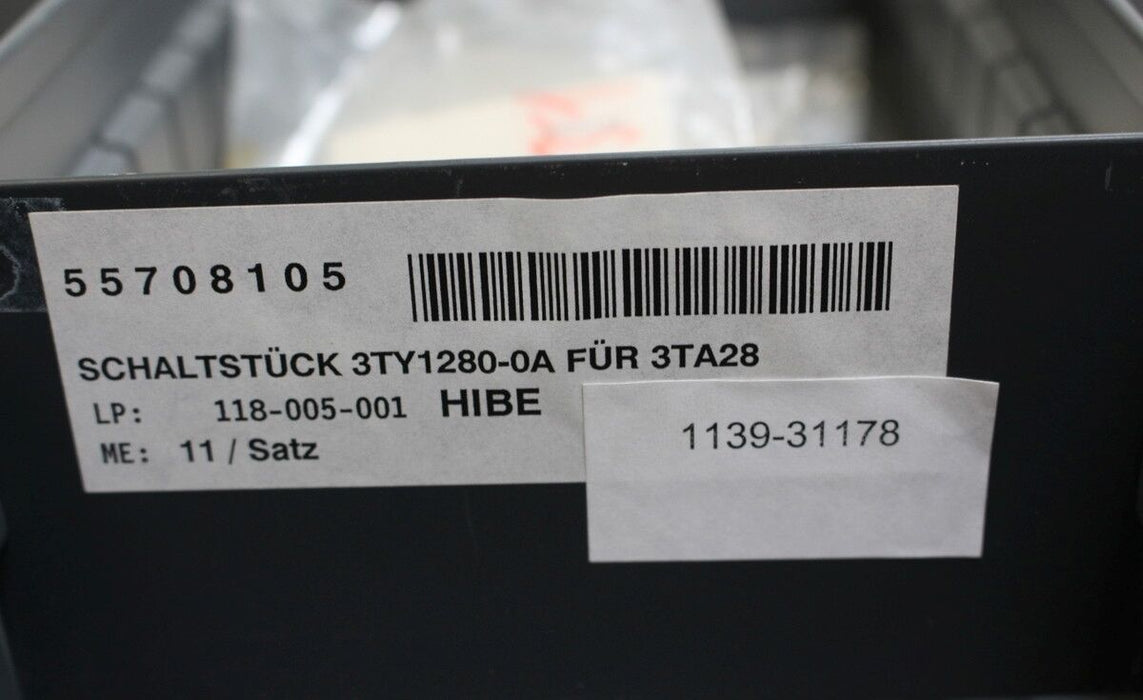 55708105
SCHALTSTÜCK 3TY1280-0A FÜR 3TA28
LP: 118-005-001 HIBE
ME: 11 / Satz
1139-31178